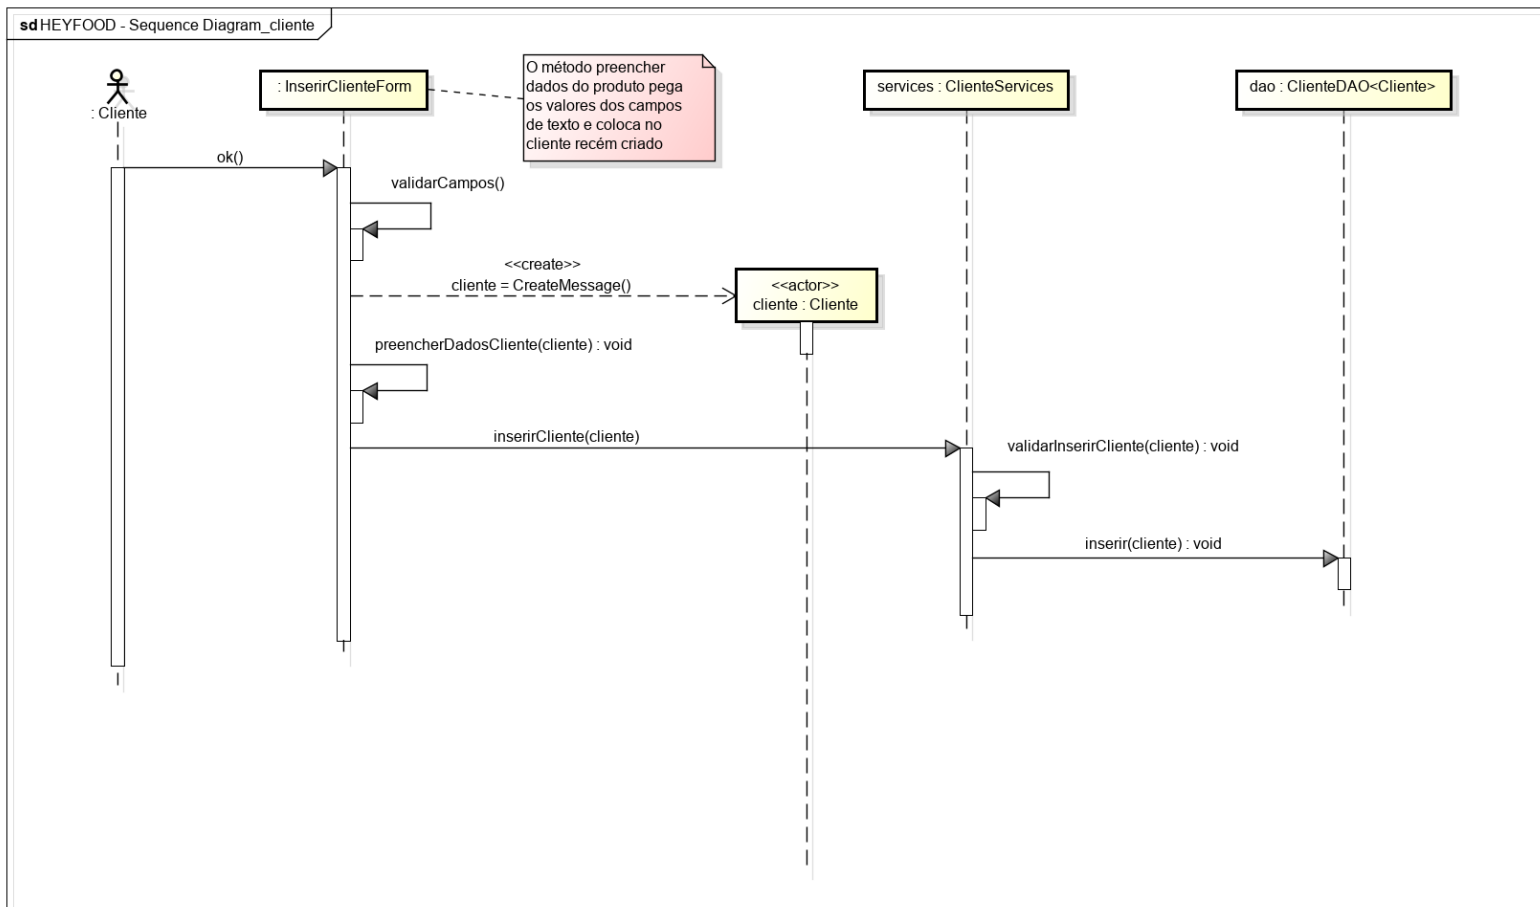 sd HEYFOOD - Sequence Diagram_cliente
: Cliente
: InserirClienteForm
O método preencher
dados do produto pega
os valores dos campos
de texto e coloca no
cliente recém criado
services : ClienteServices
dao : ClienteDAO<Cliente>
ok()
validarCampos()
<<create>>
cliente = CreateMessage()
<<actor>>
cliente : Cliente
preencherDadosCliente(cliente) : void
inserirCliente(cliente)
validarInserirCliente(cliente) : void
inserir(cliente) : void